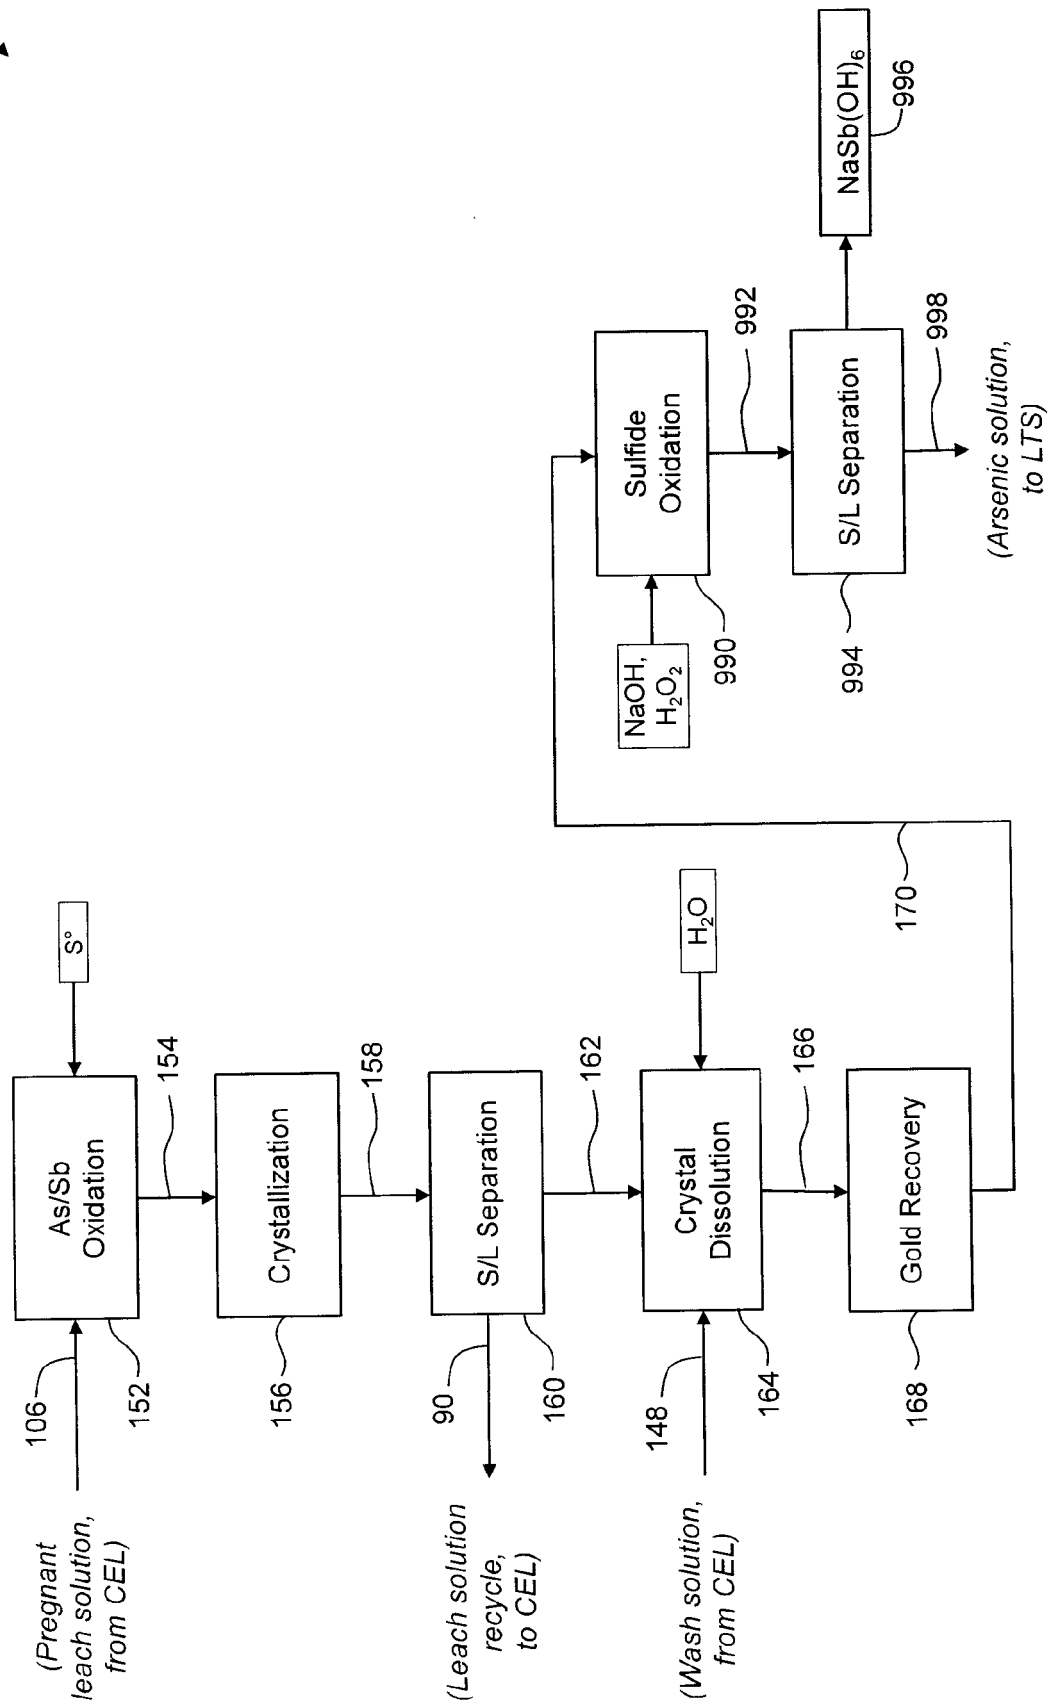 (Pregnant
leach solution,
from CEL)
106
152
As/Sb
Oxidation
S°
154
156
Crystallization
158
(Leach solution
recycle,
to CEL)
90
160
S/L Separation
162
(Wash solution,
from CEL)
148
164
Crystal
Dissolution
H₂O
166
168
Gold Recovery
170
NaOH,
H₂O₂
990
Sulfide
Oxidation
992
994
S/L Separation
NaSb(OH)₆
996
998
(Arsenic solution,
to LTS)